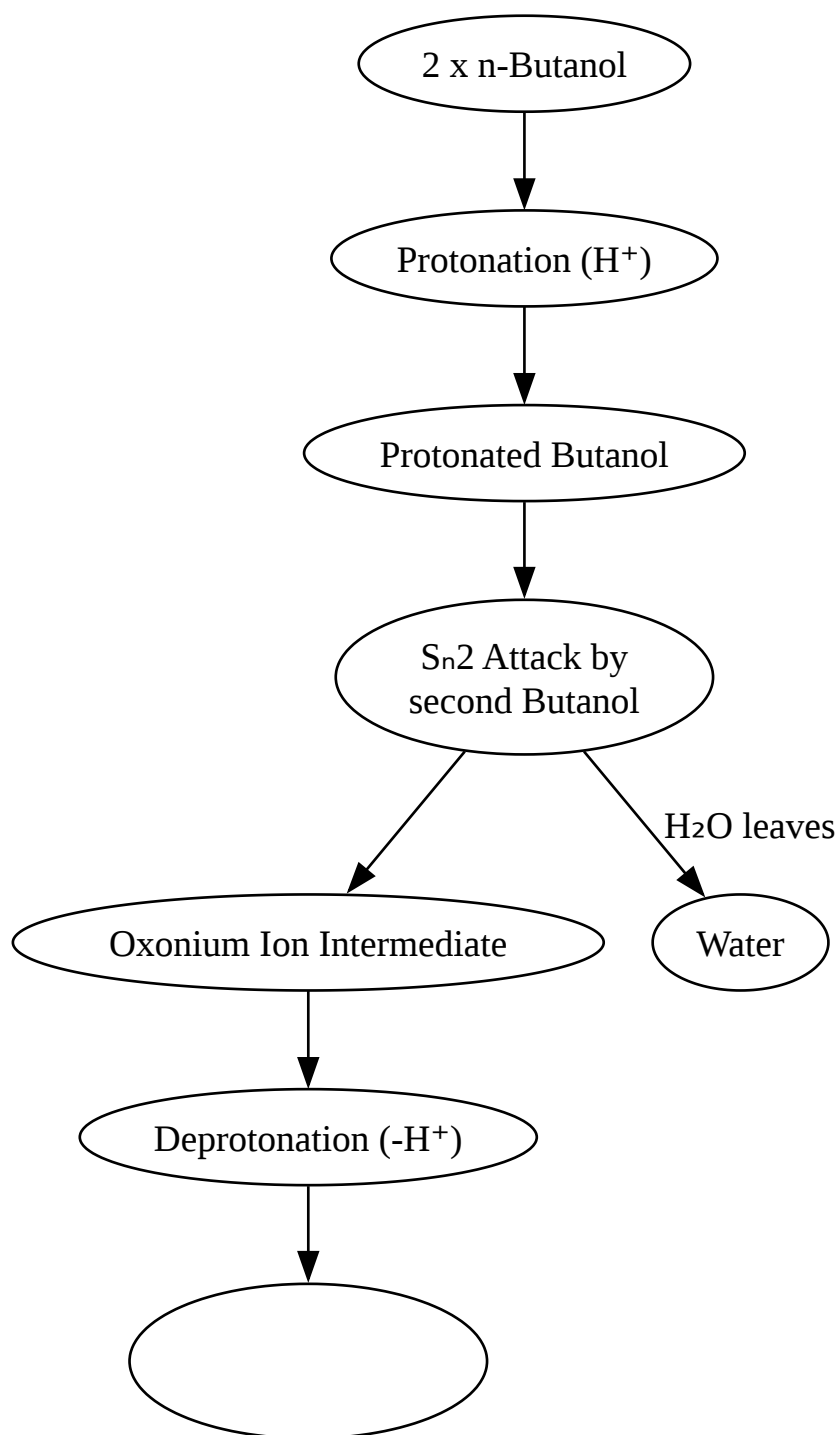 2 x n-Butanol
Protonation (H⁺)
Protonated Butanol
Sₙ2 Attack by
second Butanol
H₂O leaves
Oxonium Ion Intermediate
Water
Deprotonation (-H⁺)